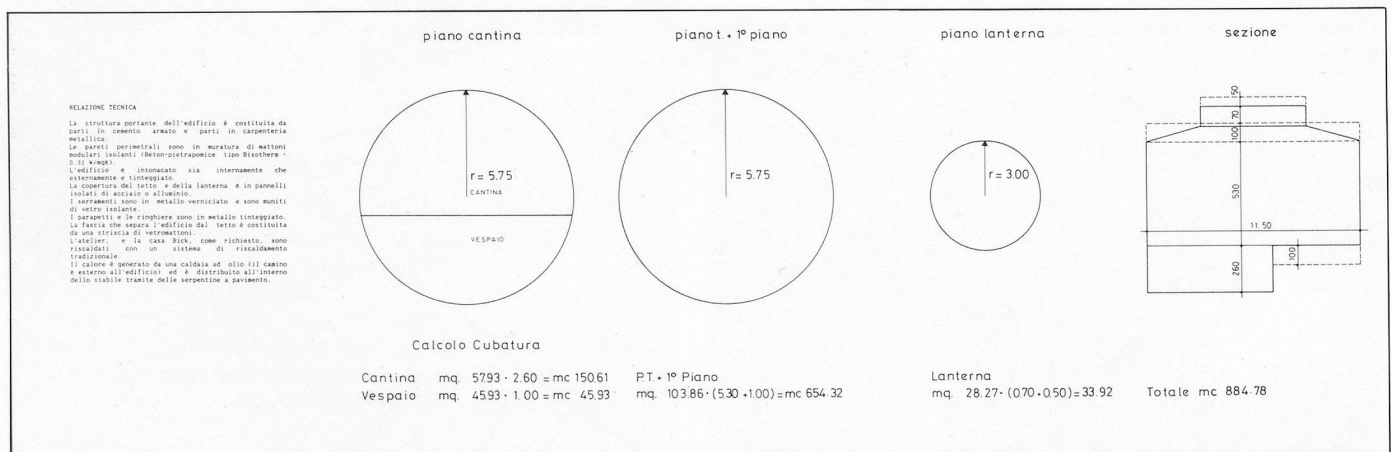 piano cantina
piano t. + 1º piano
piano lanterna
sezione
RELAZIONE TECNICA
La struttura portante dell'edificio è costituita da
parti in cemento armato e parti in carpenteria
metallica.
Le pareti perimetrali sono in muratura di mattoni
modulari isolanti (Beton-pietrapomice tipo Bisotherm -
0.31 W/mqK).
L'edificio è intonacato sia internamente che
esternamente e tinteggiato.
La copertura del tetto e della lanterna è in pannelli
isolati di acciaio o alluminio.
I serramenti sono in metallo verniciato e sono muniti
di vetro isolante.
I parapetti e le ringhiere sono in metallo tinteggiato.
La fascia che separa l'edificio dal tetto è costituita
da una striscia di vetromattoni.
L'atelier, e la casa Bick, come richiesto, sono
riscaldati con un sistema di riscaldamento
tradizionale.
Il calore è generato da una caldaia ad olio (il camino
è esterno all'edificio) ed è distribuito all'interno
dello stabile tramite delle serpentine a pavimento.
r= 5.75
CANTINA
VESPAIO
r= 5.75
r= 3.00
50
70
100
530
11.50
260
100
Calcolo Cubatura
Cantina mq. 57.93 · 2.60 = mc 150.61
Vespaio mq. 45.93 · 1.00 = mc 45.93
P.T. + 1º Piano
mq. 103.86 · (5.30 +1.00) = mc 654.32
Lanterna
mq. 28.27 · (0.70 +0.50) = 33.92
Totale mc 884.78